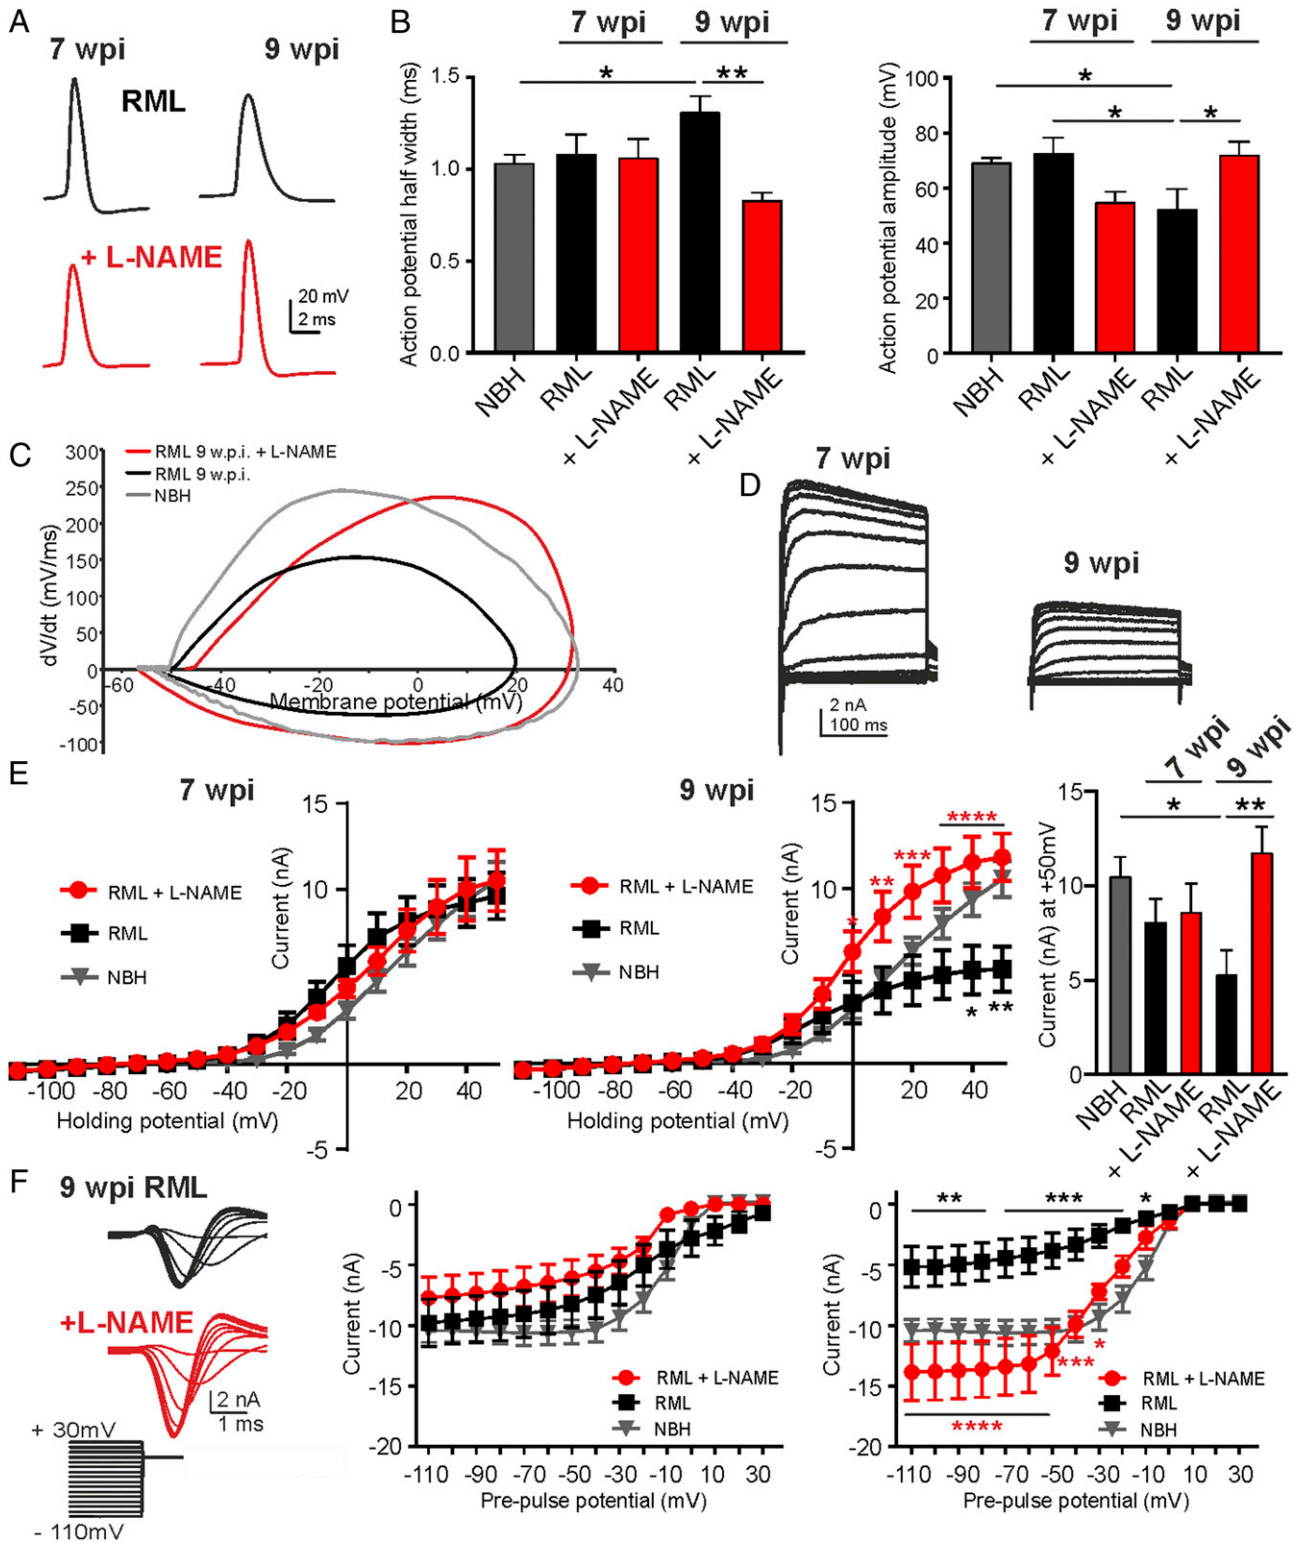 A
7 wpi
9 wpi
RML
+ L-NAME
20 mV
2 ms
B
7 wpi
9 wpi
Action potential half width (ms)
1.5
1.0
0.5
0.0
*
**
NBH
RML
+ L-NAME
RML
+ L-NAME
7 wpi
9 wpi
Action potential amplitude (mV)
100
80
60
40
20
0
*
*
*
NBH
RML
+ L-NAME
RML
+ L-NAME
C
RML 9 w.p.i. + L-NAME
RML 9 w.p.i.
NBH
dV/dt (mV/ms)
300
250
200
150
100
50
0
-50
-100
-60
-40
-20
0
20
40
Membrane potential (mV)
D
7 wpi
9 wpi
2 nA
100 ms
E
7 wpi
15
10
-5
Current (nA)
RML + L-NAME
RML
NBH
-100 -80 -60 -40 -20 20 40
Holding potential (mV)
9 wpi
15
10
-5
Current (nA)
RML + L-NAME
RML
NBH
*
**
***
****
*
**
-100 -80 -60 -40 -20 20 40
Holding potential (mV)
7 wpi
9 wpi
Current (nA) at +50mV
15
10
5
0
*
**
NBH
RML
+ L-NAME
RML
+ L-NAME
F
9 wpi RML
+L-NAME
2 nA
1 ms
+ 30mV
- 110mV
Current (nA)
0
-5
-10
-15
-20
RML + L-NAME
RML
NBH
-110 -90 -70 -50 -30 -10 10 30
Pre-pulse potential (mV)
Current (nA)
0
-5
-10
-15
-20
**
***
*
*
***
****
RML + L-NAME
RML
NBH
-110 -90 -70 -50 -30 -10 10 30
Pre-pulse potential (mV)